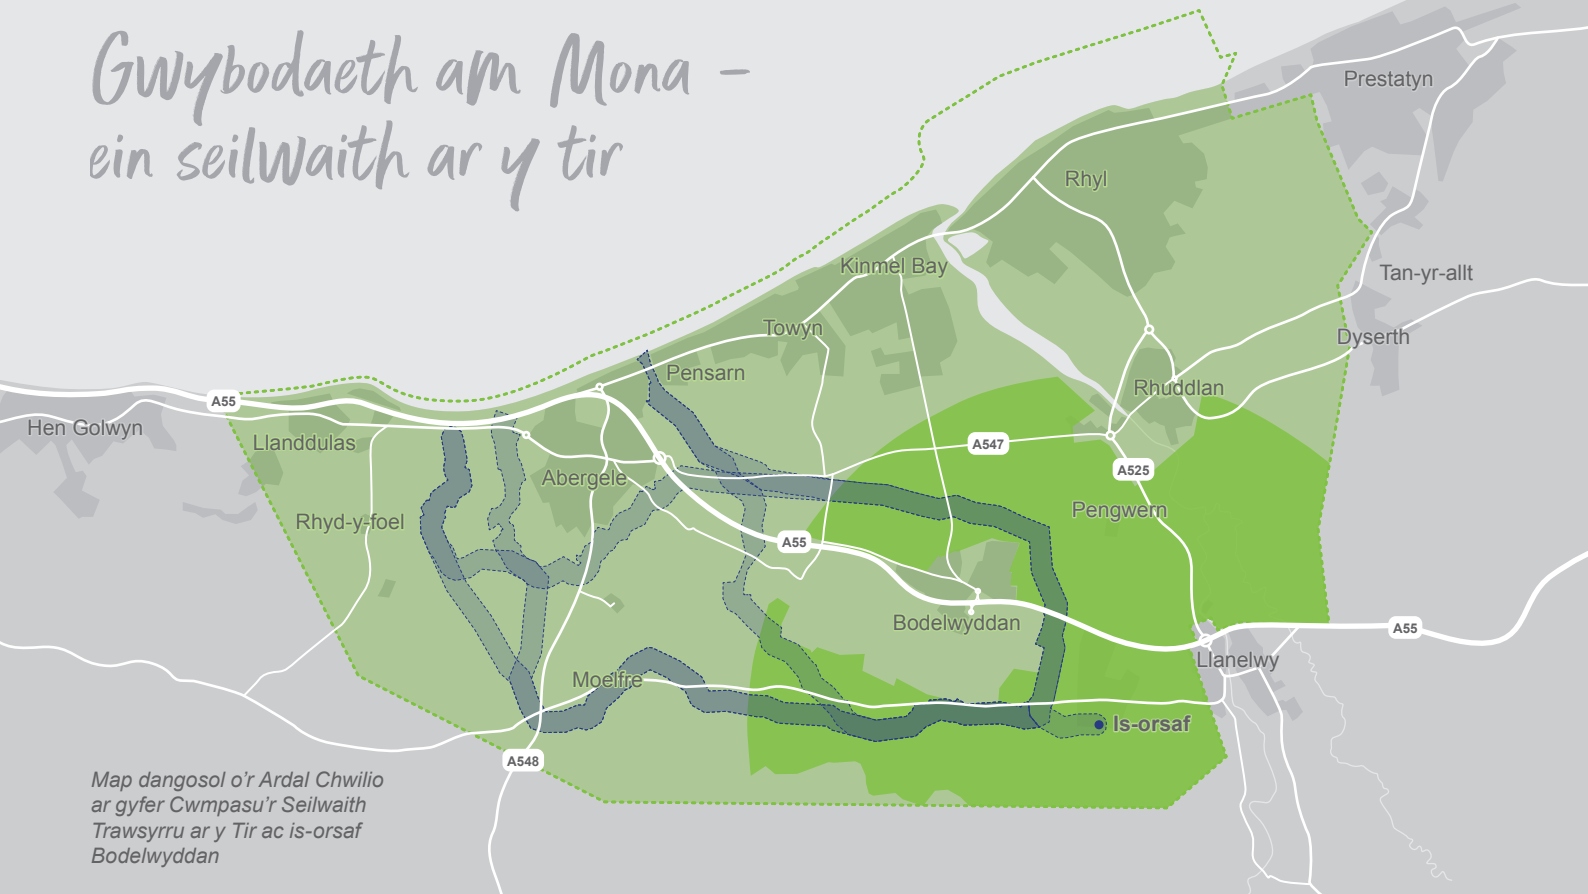 Gwybodaeth am Mona –
ein seilwaith ar y tir
Prestatyn
Rhyl
Kinmel Bay
Tan-yr-allt
Towyn
Dyserth
Pensarn
Rhuddlan
A55
Hen Golwyn
Llanddulas
A547
A525
Abergele
Rhyd-y-foel
Pengwern
A55
Bodelwyddan
A55
Llanelwy
Moelfre
Is-orsaf
A548
Map dangosol o'r Ardal Chwilio
ar gyfer Cwmpasu'r Seilwaith
Trawsyrru ar y Tir ac is-orsaf
Bodelwyddan